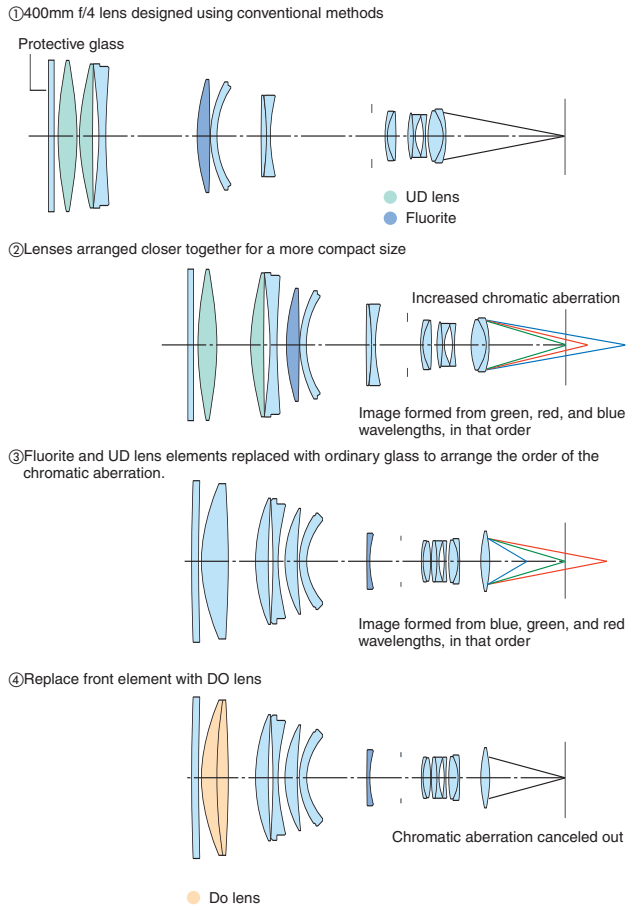 ①400mm f/4 lens designed using conventional methods
Protective glass
UD lens
Fluorite
②Lenses arranged closer together for a more compact size
Increased chromatic aberration
Image formed from green, red, and blue
wavelengths, in that order
③Fluorite and UD lens elements replaced with ordinary glass to arrange the order of the
chromatic aberration.
Image formed from blue, green, and red
wavelengths, in that order
④Replace front element with DO lens
Chromatic aberration canceled out
Do lens